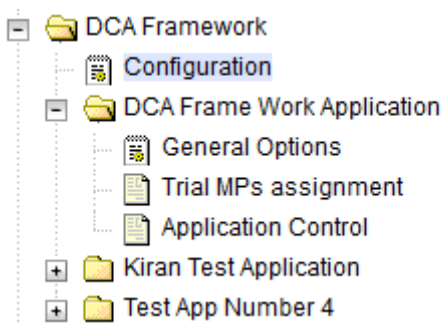 DCA Framework
Configuration
DCA Frame Work Application
General Options
Trial MPs assignment
Application Control
Kiran Test Application
Test App Number 4